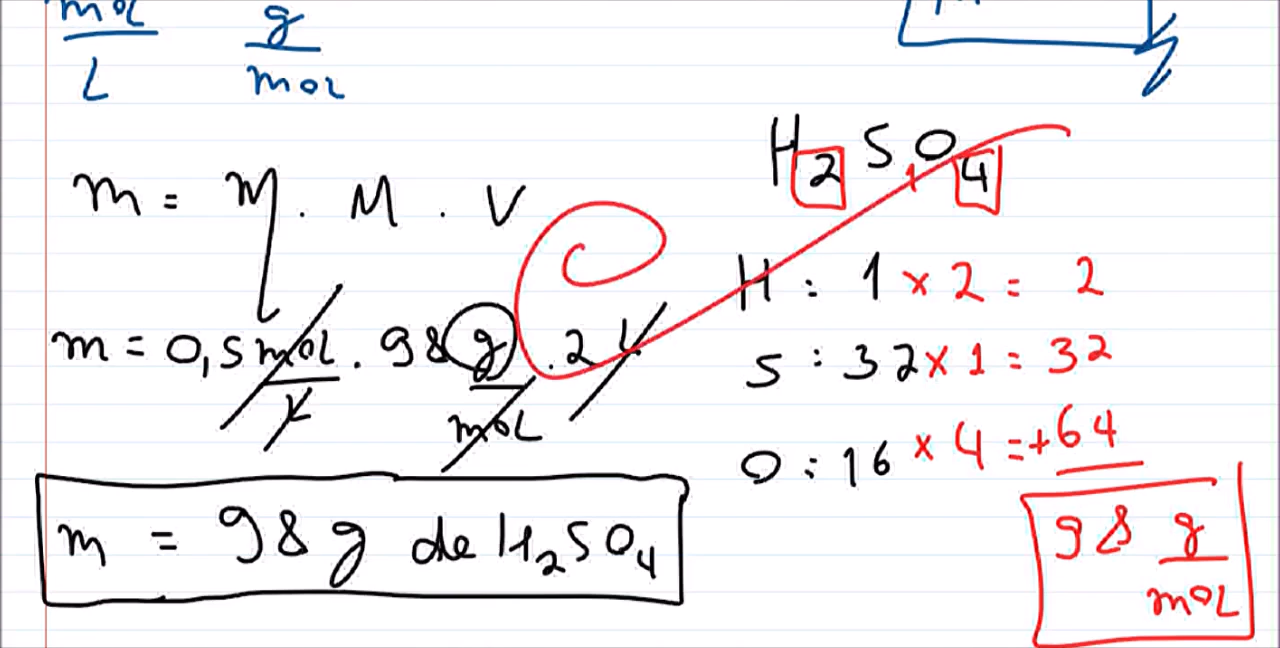 mol/L g/mol
H2SO4
m = M . M . V
H : 1 x 2 = 2
m = 0,5 mol/L . 98 g/mol . 2 L
S : 32 x 1 = 32
O : 16 x 4 = +64
m = 98 g de H2SO4
98 g/mol